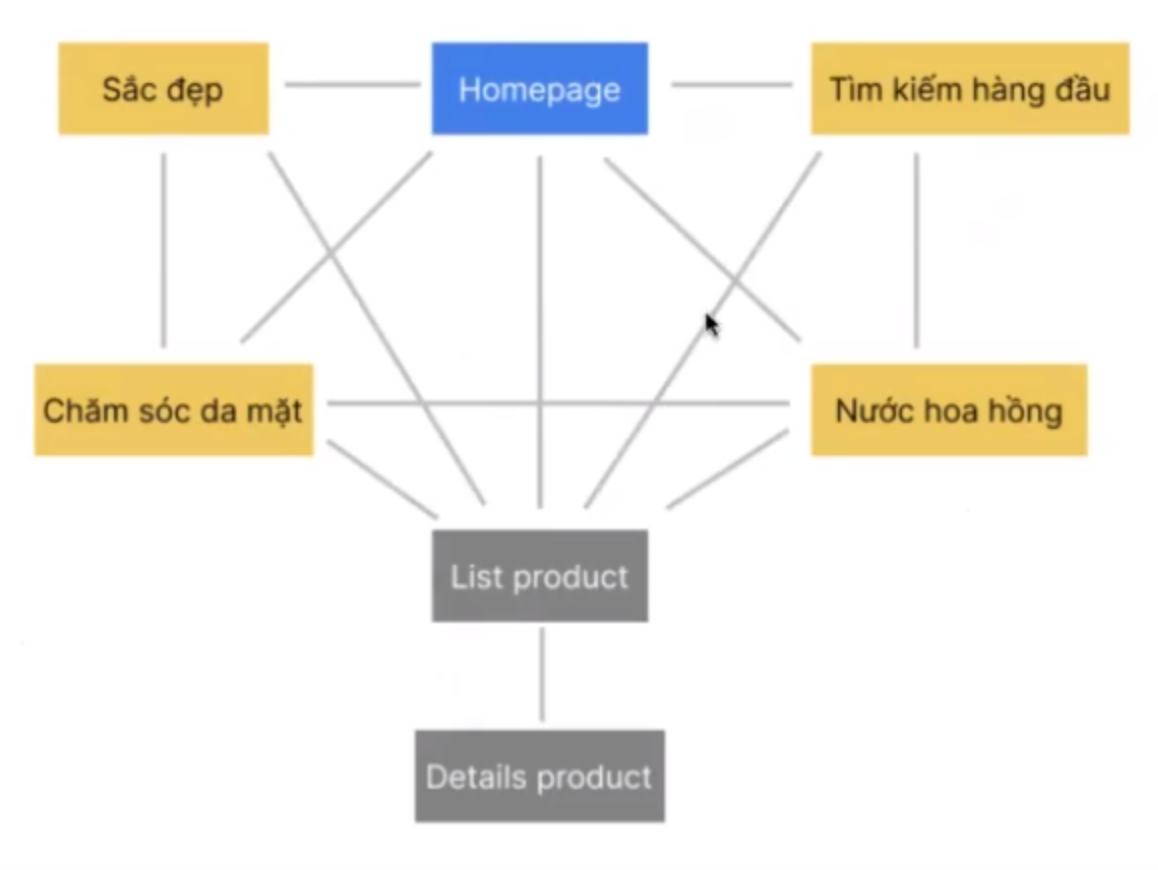 Sắc đẹp
Homepage
Tìm kiếm hàng đầu
Chăm sóc da mặt
Nước hoa hồng
List product
Details product